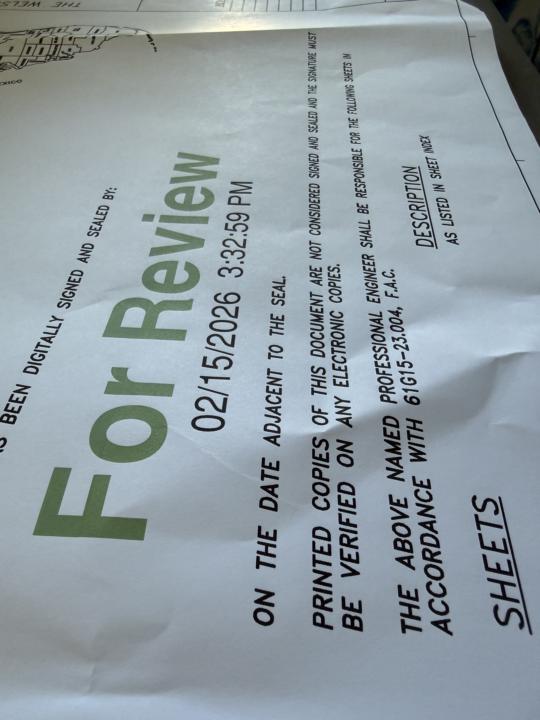 THE WELS
S BEEN DIGITALLY SIGNED AND SEALED BY:
For Review
02/15/2026 3:32:59 PM
ON THE DATE ADJACENT TO THE SEAL.
PRINTED COPIES OF THIS DOCUMENT ARE NOT CONSIDERED SIGNED AND SEALED AND THE SIGNATURE MUST
BE VERIFIED ON ANY ELECTRONIC COPIES.
THE ABOVE NAMED PROFESSIONAL ENGINEER SHALL BE RESPONSIBLE FOR THE FOLLOWING SHEETS IN
ACCORDANCE WITH 61G15-23.004, F.A.C.
SHEETS
DESCRIPTION
AS LISTED IN SHEET INDEX